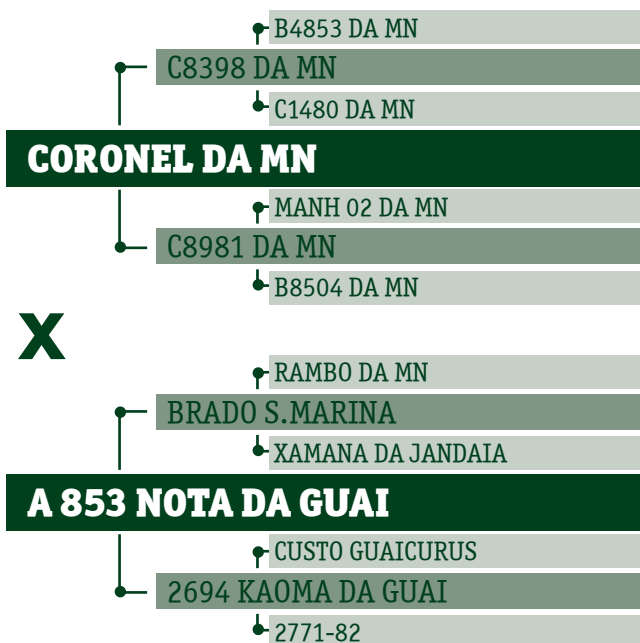 B4853 DA MN
C8398 DA MN
C1480 DA MN
CORONEL DA MN
MANH 02 DA MN
C8981 DA MN
B8504 DA MN
X
RAMBO DA MN
BRADO S.MARINA
XAMANA DA JANDAIA
A 853 NOTA DA GUAI
CUSTO GUAICURUS
2694 KAOMA DA GUAI
2771-82